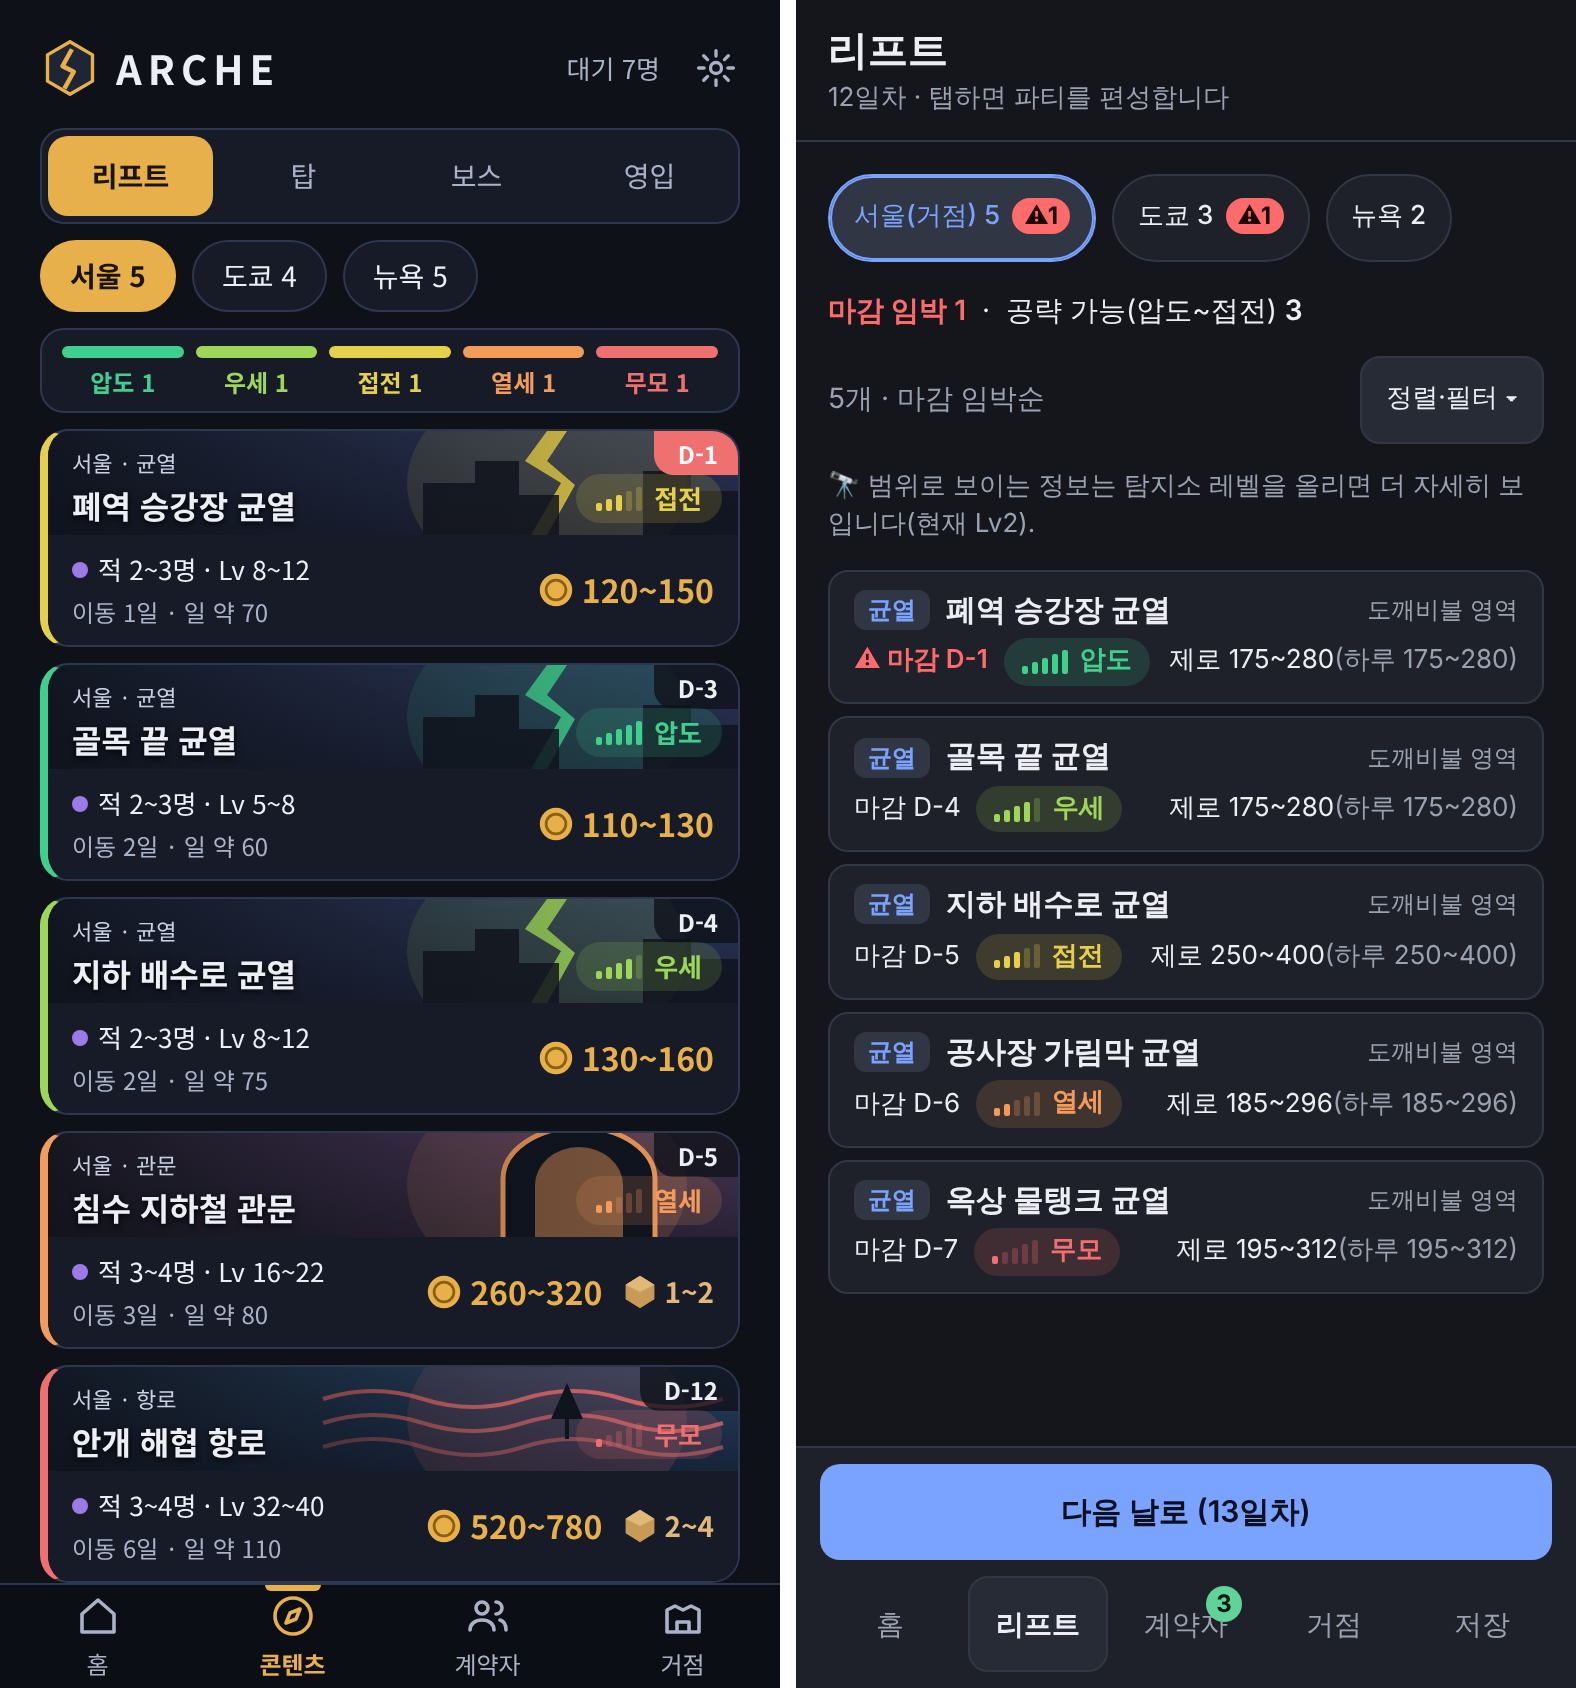 ARCHE
대기 7명
리프트
탑
보스
영입
서울 5
도쿄 4
뉴욕 5
압도 1
우세 1
접전 1
열세 1
무모 1
서울 · 균열
D-1
폐역 승강장 균열
접전
적 2~3명 · Lv 8~12
이동 1일 · 일 약 70
120~150
서울 · 균열
D-3
골목 끝 균열
압도
적 2~3명 · Lv 5~8
이동 2일 · 일 약 60
110~130
서울 · 균열
D-4
지하 배수로 균열
우세
적 2~3명 · Lv 8~12
이동 2일 · 일 약 75
130~160
서울 · 관문
D-5
침수 지하철 관문
열세
적 3~4명 · Lv 16~22
이동 3일 · 일 약 80
260~320
1~2
서울 · 항로
D-12
안개 해협 항로
무모
적 3~4명 · Lv 32~40
이동 6일 · 일 약 110
520~780
2~4
홈
콘텐츠
계약자
거점
리프트
12일차 · 탭하면 파티를 편성합니다
서울(거점) 5 ⚠1
도쿄 3 ⚠1
뉴욕 2
마감 임박 1 · 공략 가능(압도~접전) 3
5개 · 마감 임박순
정렬·필터
범위로 보이는 정보는 탐지소 레벨을 올리면 더 자세히 보
입니다(현재 Lv2).
균열 폐역 승강장 균열 도깨비불 영역
⚠ 마감 D-1 압도 제로 175~280(하루 175~280)
균열 골목 끝 균열 도깨비불 영역
마감 D-4 우세 제로 175~280(하루 175~280)
균열 지하 배수로 균열 도깨비불 영역
마감 D-5 접전 제로 250~400(하루 250~400)
균열 공사장 가림막 균열 도깨비불 영역
마감 D-6 열세 제로 185~296(하루 185~296)
균열 옥상 물탱크 균열 도깨비불 영역
마감 D-7 무모 제로 195~312(하루 195~312)
다음 날로 (13일차)
홈
리프트
계약자
3
거점
저장